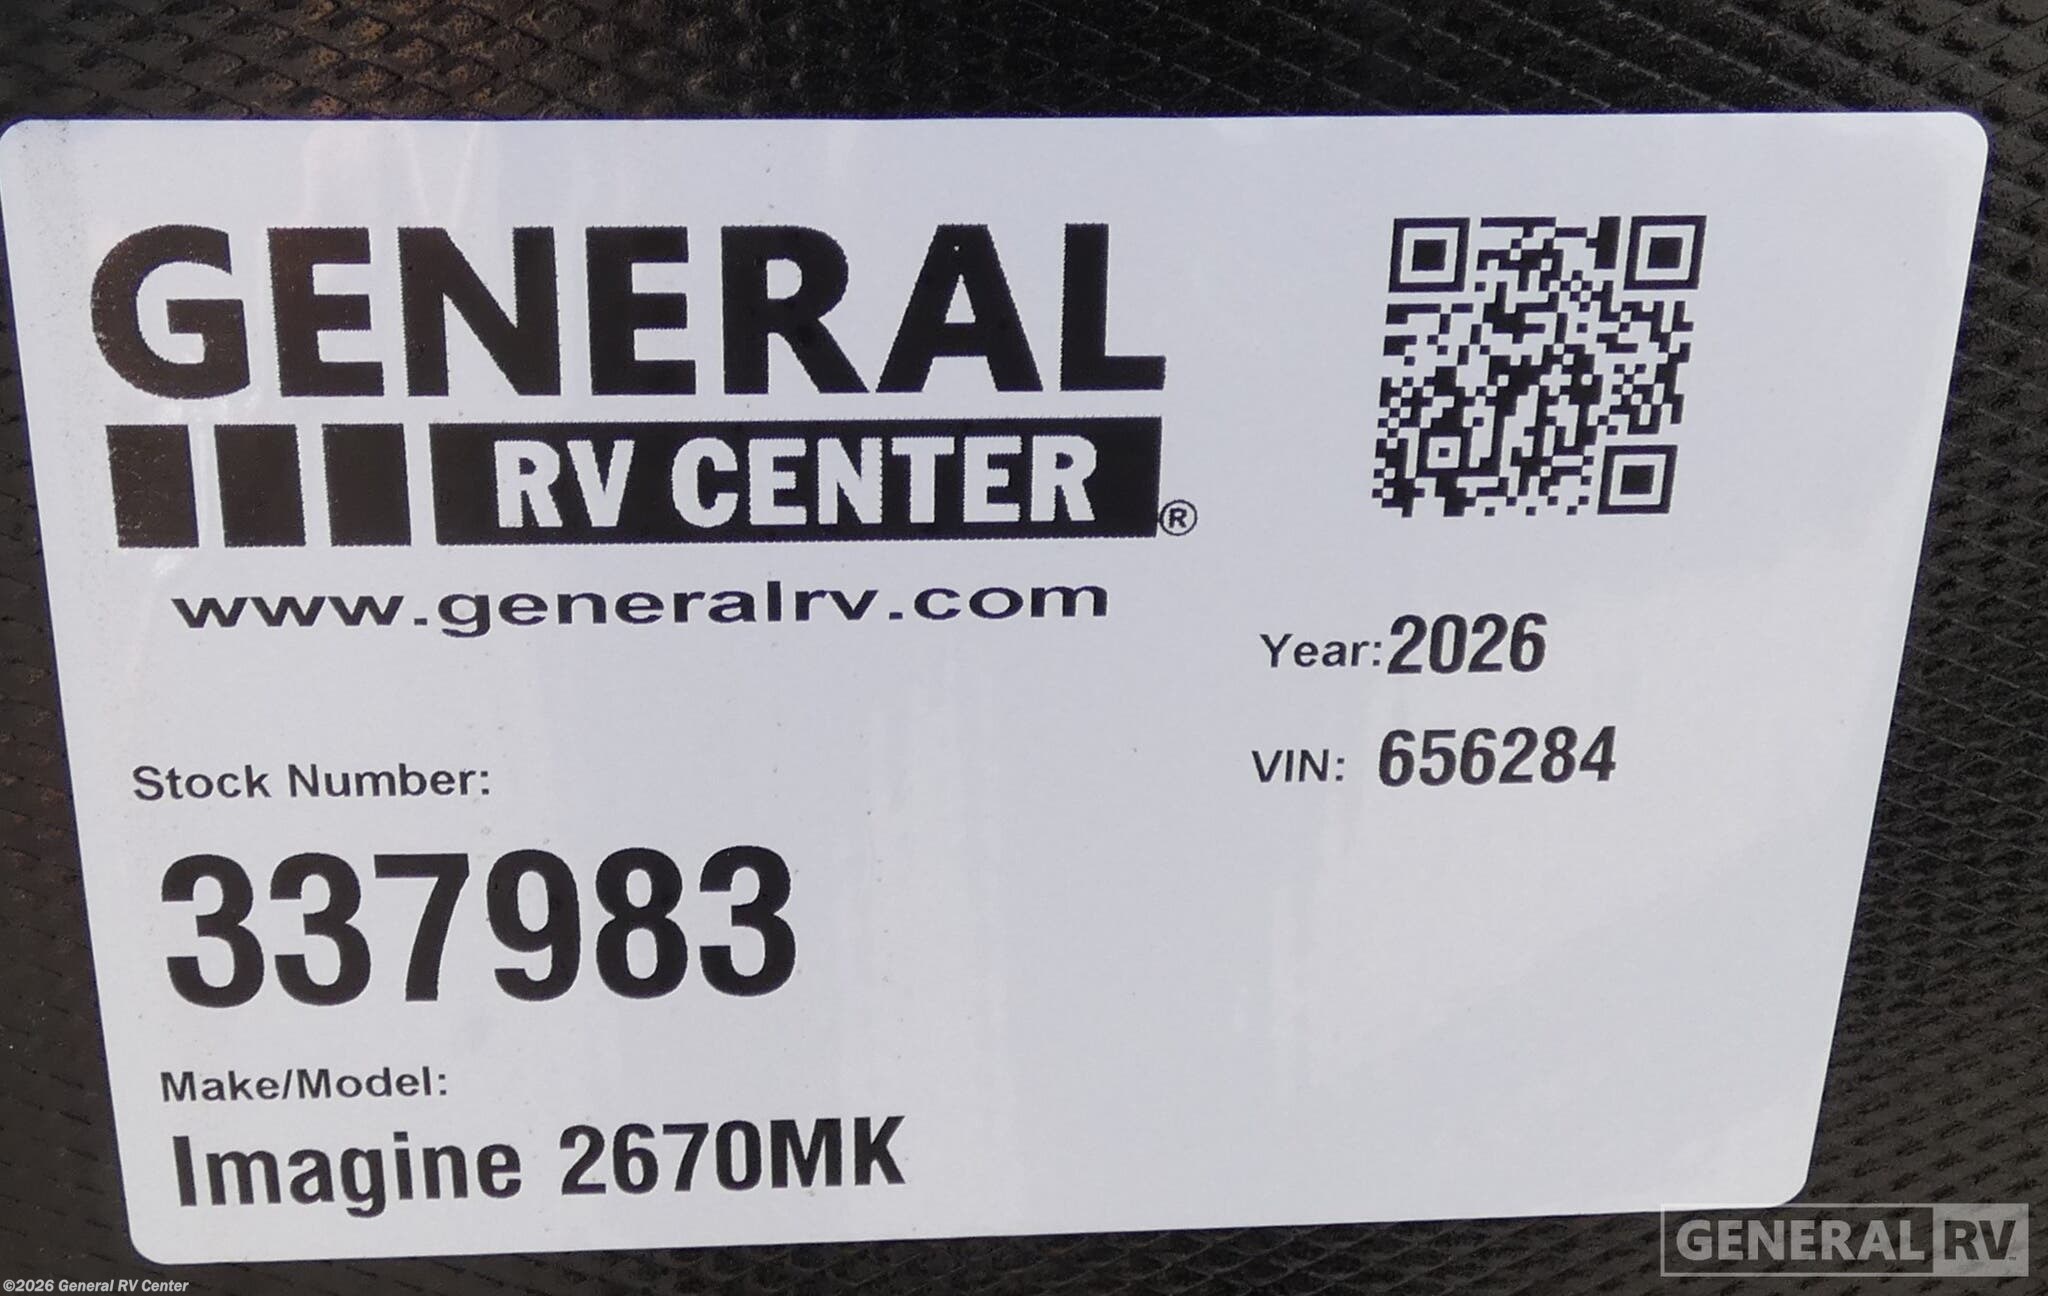 GENERAL
RV CENTER®
www.generalrv.com
Year: 2026
VIN: 656284
Stock Number:
337983
Make/Model:
Imagine 2670MK
GENERAL RV™
©2026 General RV Center